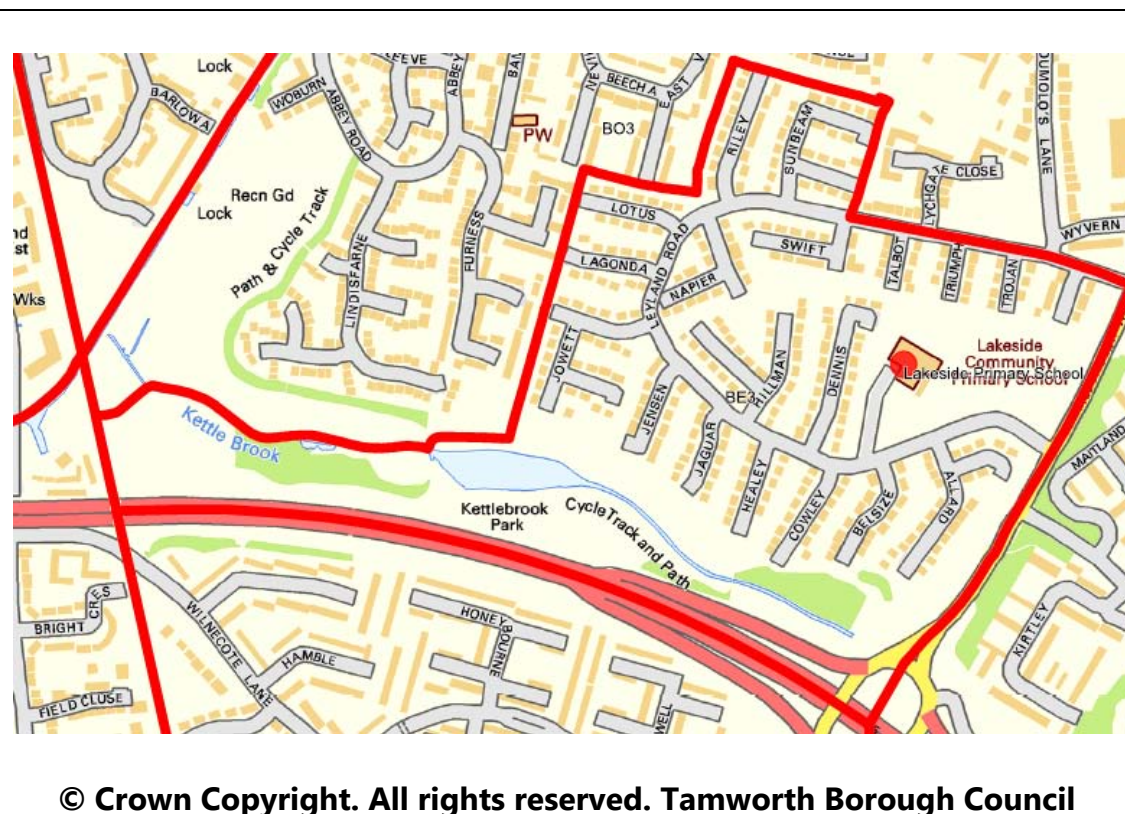 Lock
WOBURN
ABBEY ROAD
ABBEY
BARLOW A
BEECH A
EAST
BO3
PW
RILEY
SUNBEAM
JUMIOLO'S LANE
LYCHGATE CLOSE
Recn Gd
Lock
Path & Cycle Track
LINDISFARNE
FURNESS
LOTUS
LAGONDA
LEYLAND ROAD
NAPIER
SWIFT
TALBOT
TRIUMPH
TROJAN
WYVERN
Wks
JOWETT
JENSEN
JAGUAR
HEALEY
HILLMAN
BE3
DENNIS
COWLEY
BELSIZE
ALLARD
Lakeside
Community
Primary School
Lakeside Primary School
MAITLAND
Kettle Brook
Kettlebrook
Park
Cycle Track and Path
BRIGHT
CRES
WILNECOTE LANE
HAMBLE
HONEY
BOURNE
KIRTLEY
FIELD CLOSE
WELL
© Crown Copyright. All rights reserved. Tamworth Borough Council